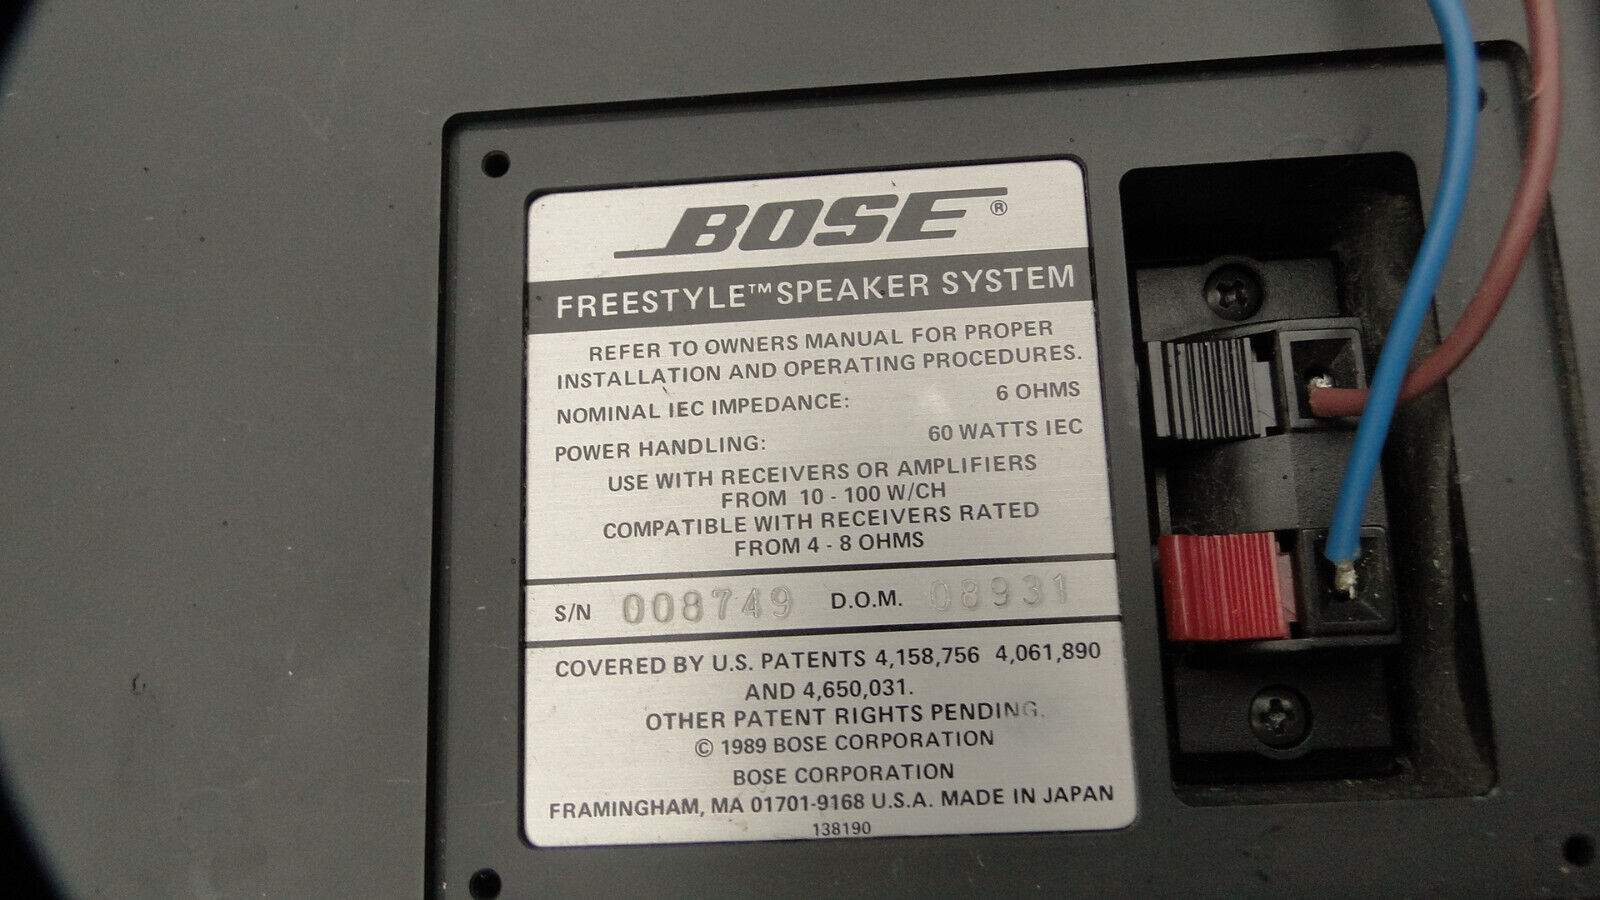 BOSE®
FREESTYLE™ SPEAKER SYSTEM
REFER TO OWNERS MANUAL FOR PROPER
INSTALLATION AND OPERATING PROCEDURES.
NOMINAL IEC IMPEDANCE: 6 OHMS
POWER HANDLING: 60 WATTS IEC
USE WITH RECEIVERS OR AMPLIFIERS
FROM 10 - 100 W/CH
COMPATIBLE WITH RECEIVERS RATED
FROM 4 - 8 OHMS
S/N 008749 D.O.M. 08931
COVERED BY U.S. PATENTS 4,158,756 4,061,890
AND 4,650,031.
OTHER PATENT RIGHTS PENDING.
© 1989 BOSE CORPORATION
BOSE CORPORATION
FRAMINGHAM, MA 01701-9168 U.S.A. MADE IN JAPAN
138190